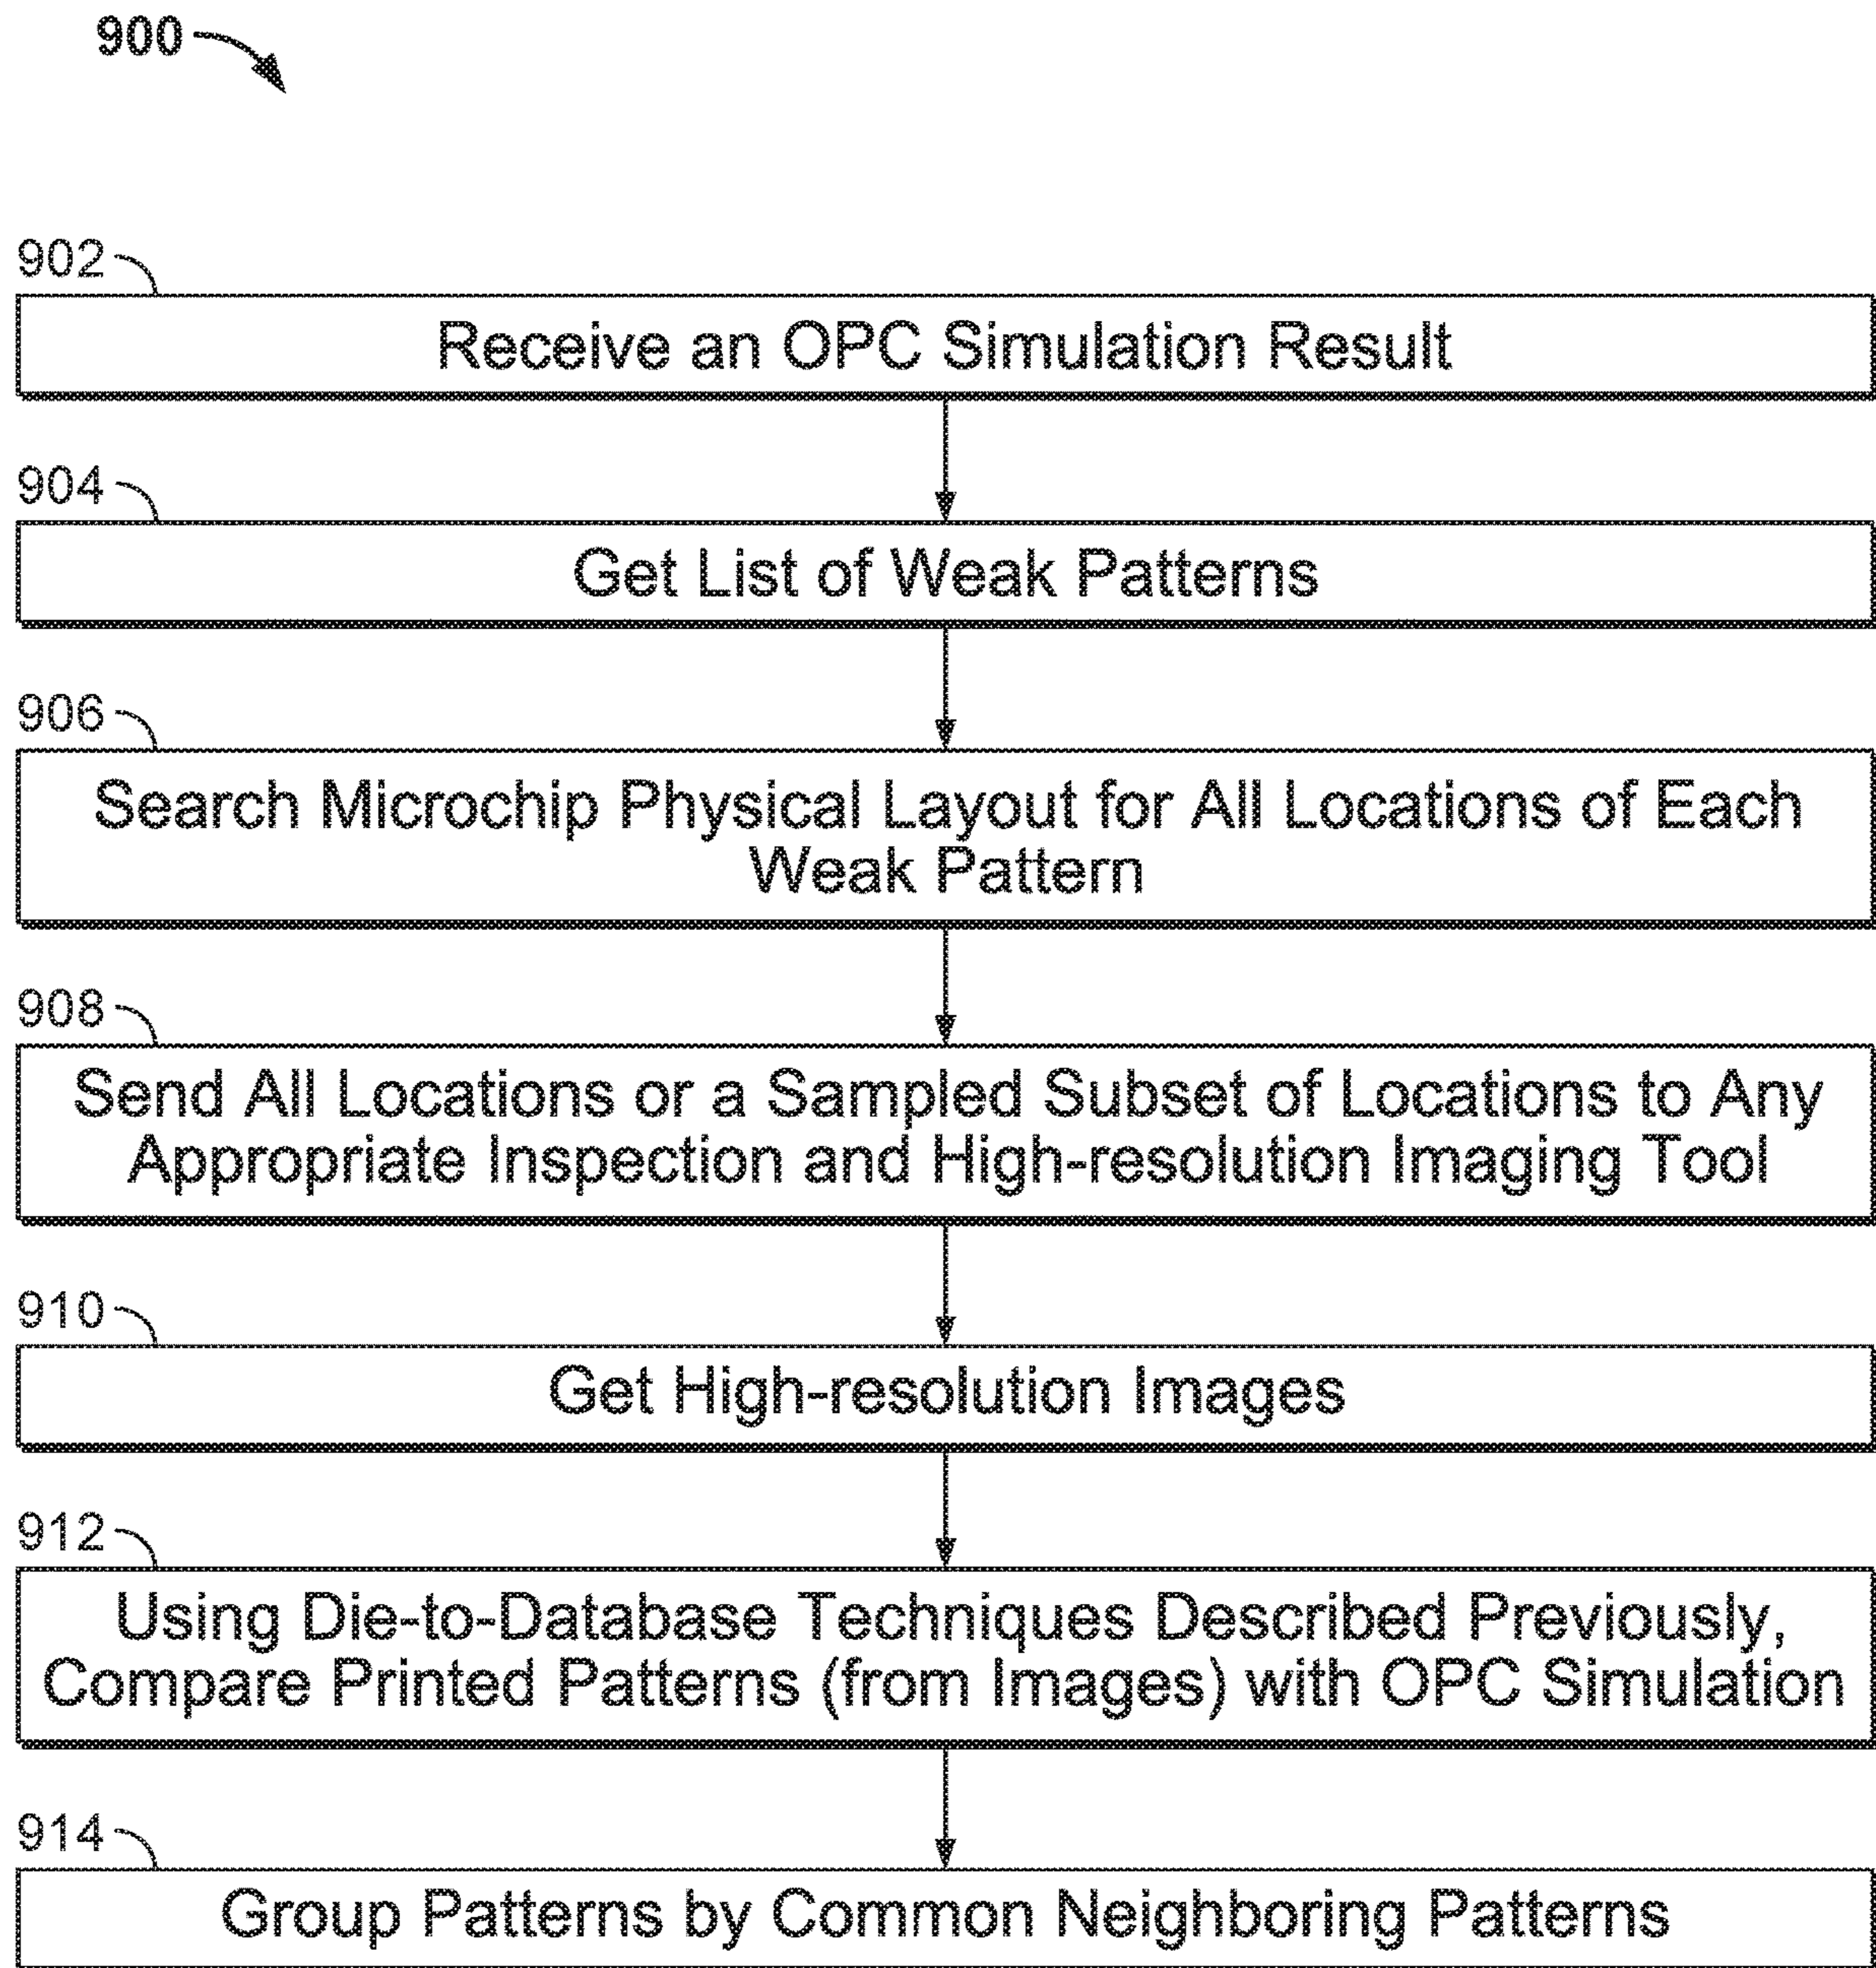 900
902
Receive an OPC Simulation Result
904
Get List of Weak Patterns
906
Search Microchip Physical Layout for All Locations of Each
Weak Pattern
908
Send All Locations or a Sampled Subset of Locations to Any
Appropriate Inspection and High-resolution Imaging Tool
910
Get High-resolution Images
912
Using Die-to-Database Techniques Described Previously,
Compare Printed Patterns (from Images) with OPC Simulation
914
Group Patterns by Common Neighboring Patterns